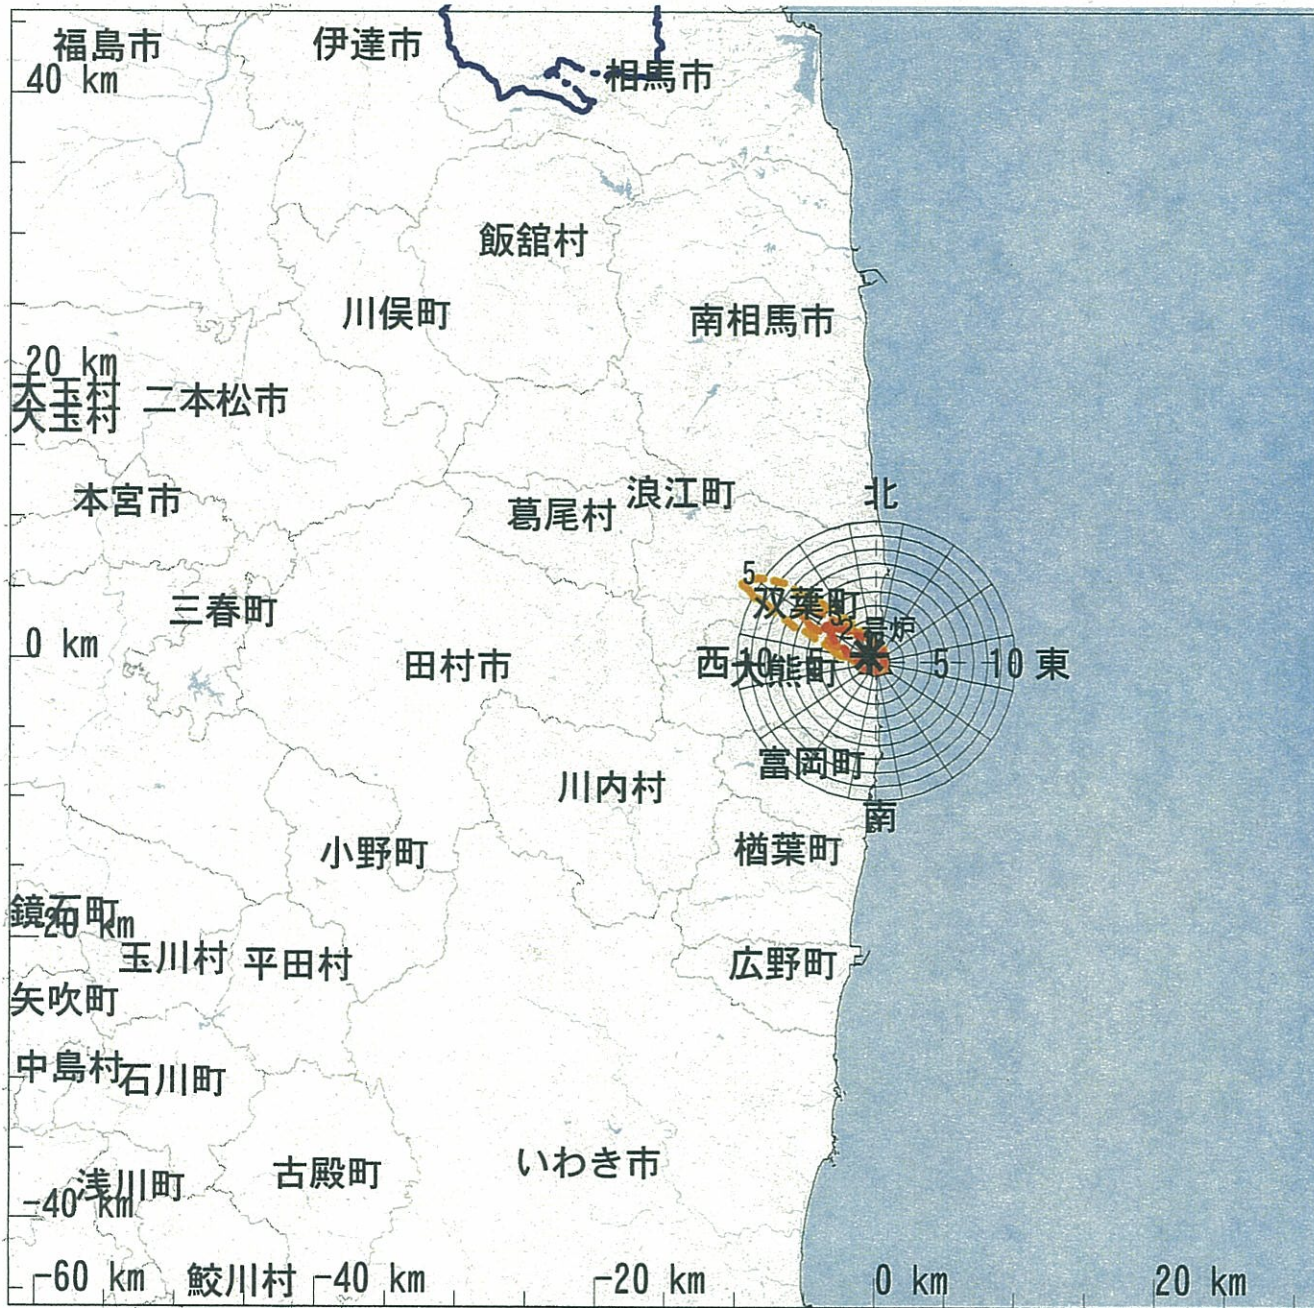 福島市
伊達市
40 km
相馬市
飯舘村
川俣町
南相馬市
20 km
大玉村
二本松市
大玉村
本宮市
葛尾村
浪江町
北
5
双葉町
三春町
2号炉
0 km
田村市
西
10
5
大熊町
5
10
東
富岡町
川内村
南
小野町
楢葉町
鏡石町
-20 km
玉川村
平田村
広野町
矢吹町
中島村
石川町
いわき市
古殿町
浅川町
-40 km
-60 km
鮫川村
-40 km
-20 km
0 km
20 km